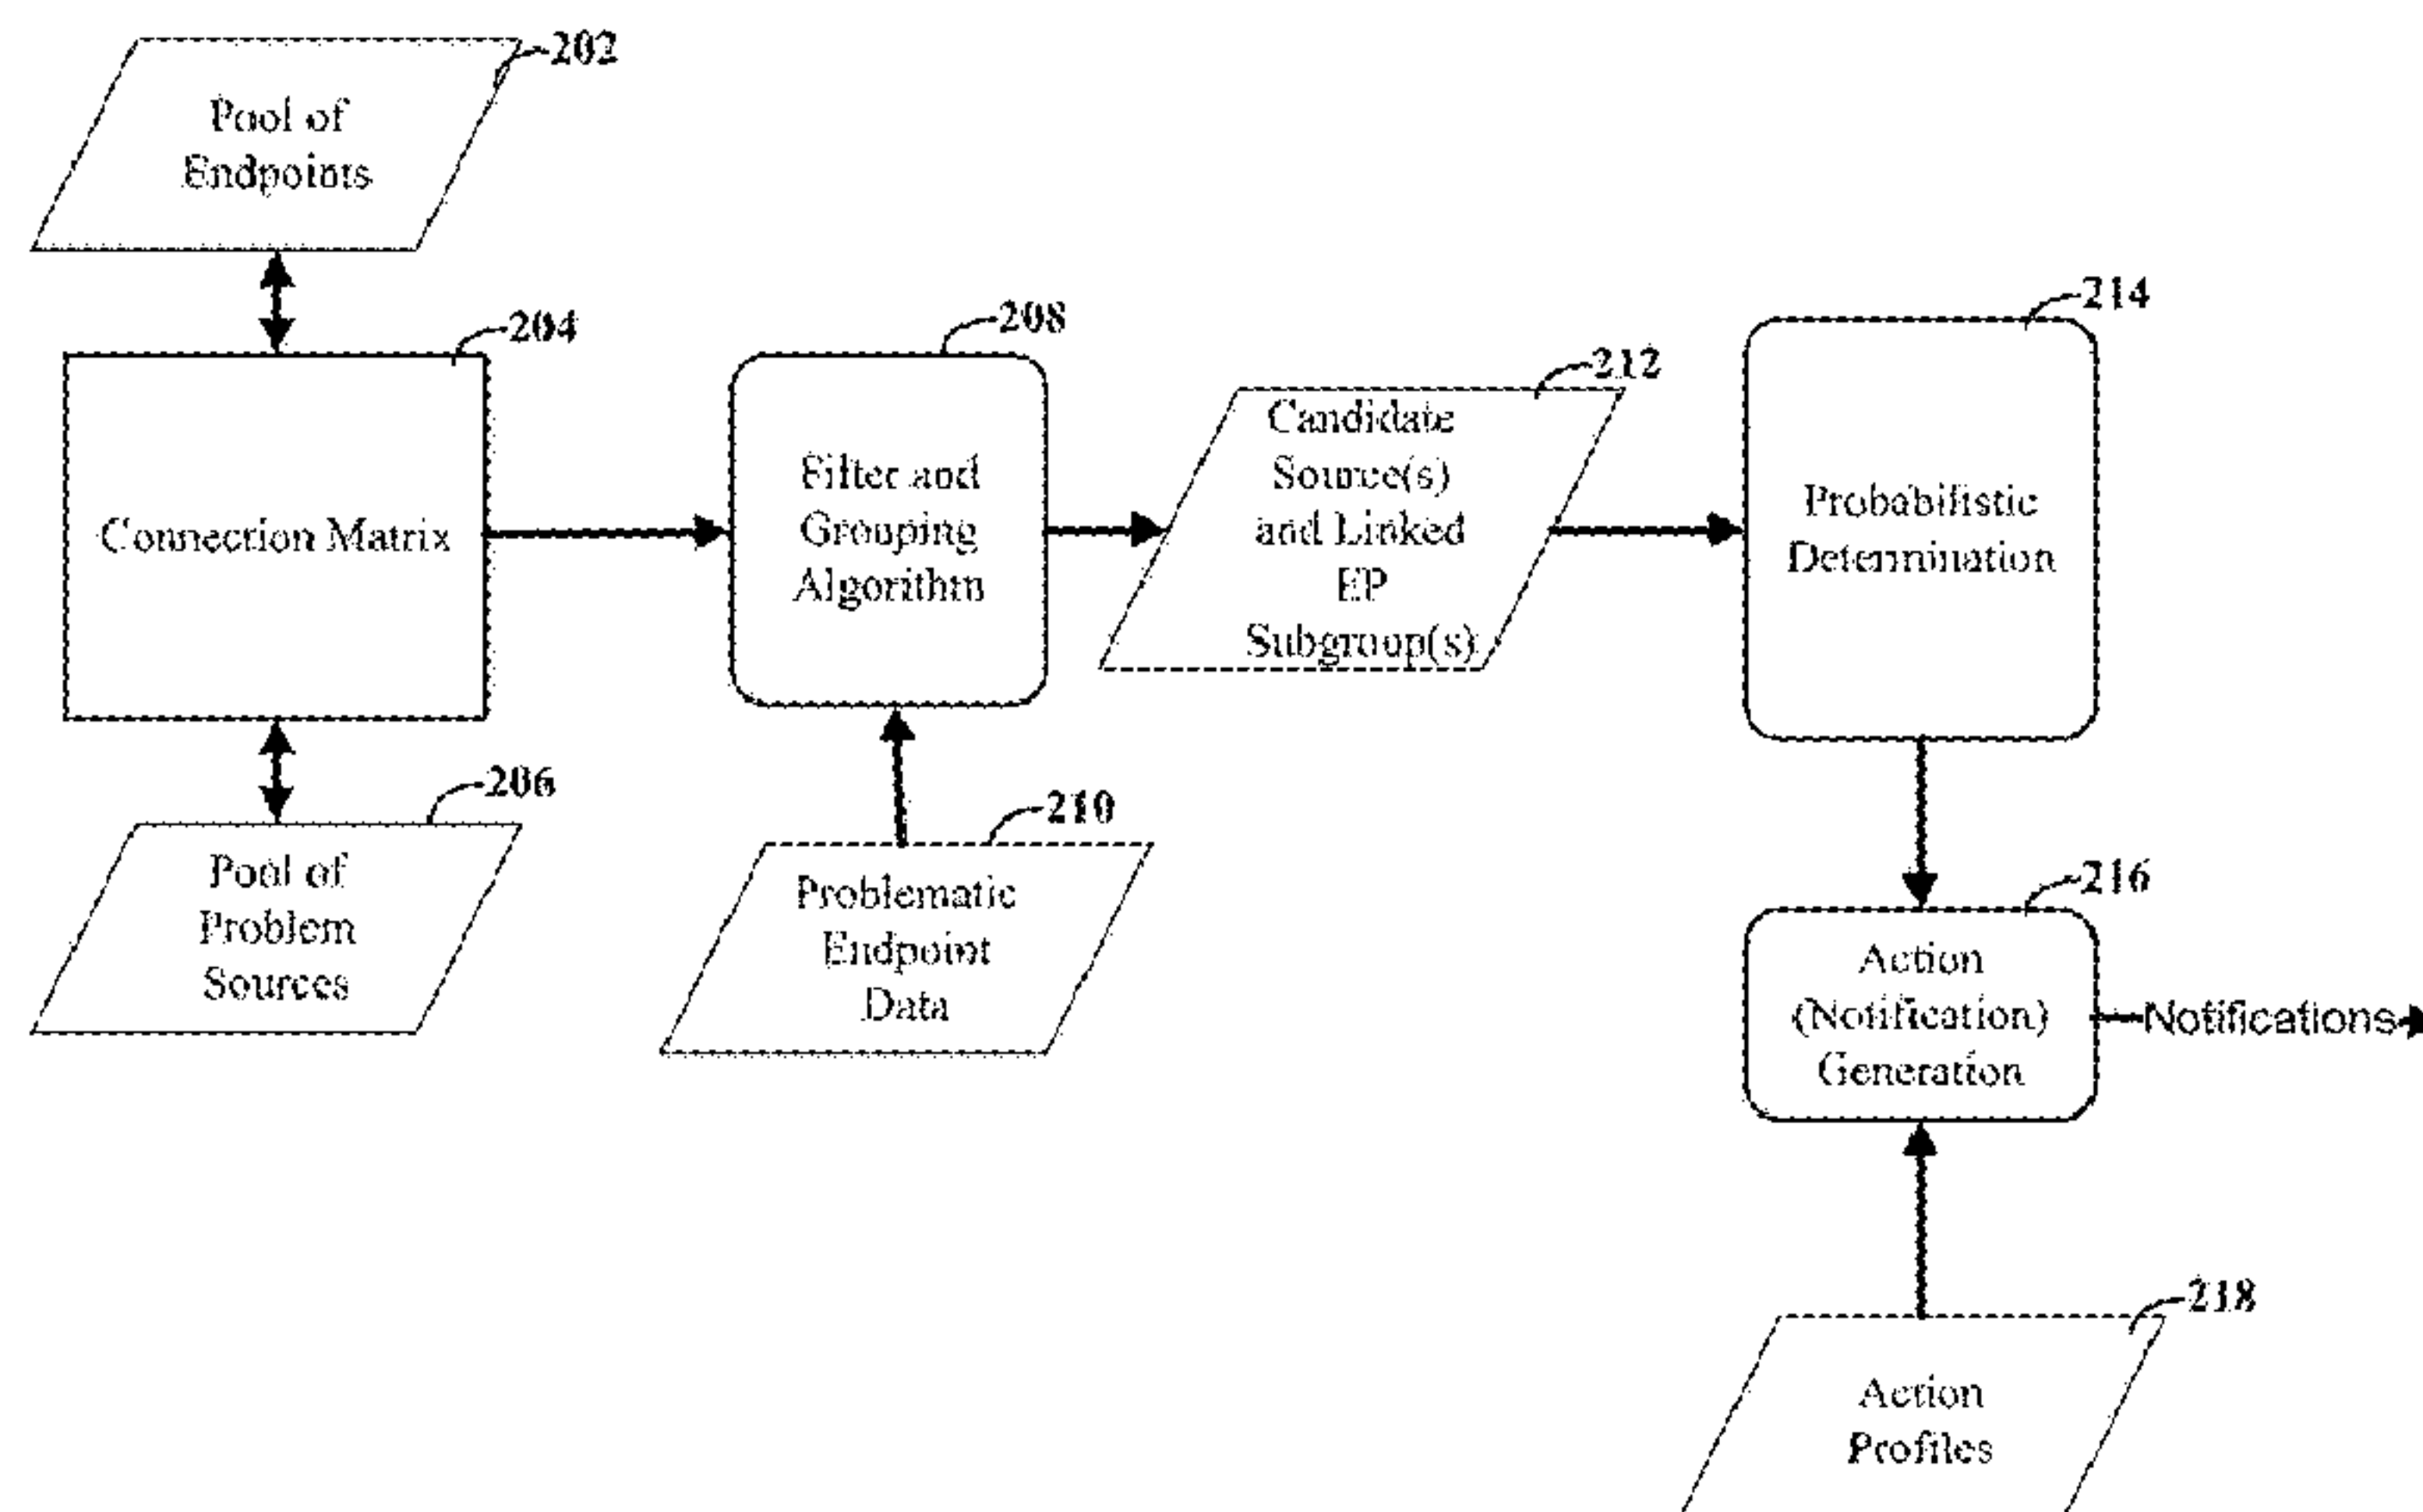 202
Pool of
Endpoints
204
Connection Matrix
206
Pool of
Problem
Sources
208
Filter and
Grouping
Algorithm
210
Problematic
Endpoint
Data
212
Candidate
Source(s)
and Linked
EP
Subgroup(s)
214
Probabilistic
Determination
216
Action
(Notification)
Generation
Notifications
218
Action
Profiles